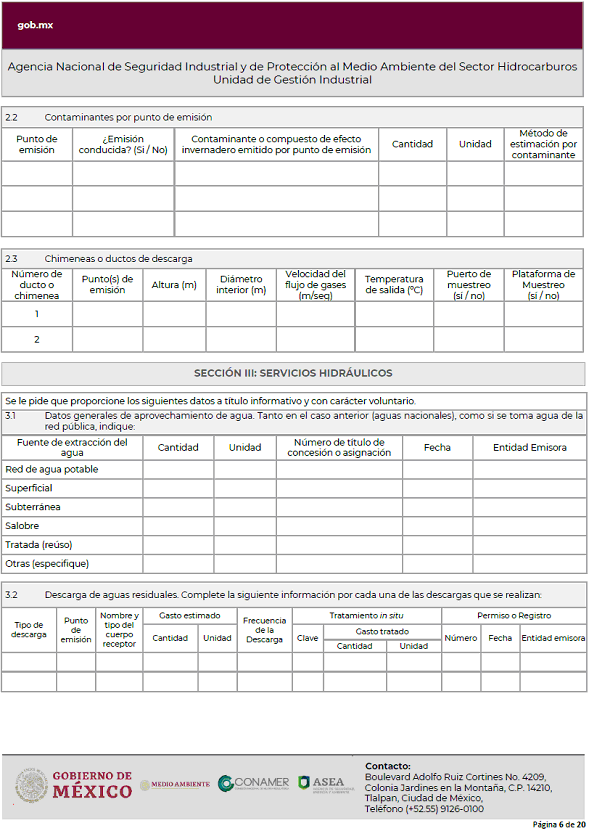 gob.mx
Agencia Nacional de Seguridad Industrial y de Protección al Medio Ambiente del Sector Hidrocarburos
Unidad de Gestión Industrial
2.2 Contaminantes por punto de emisión
Punto de emisión ¿Emisión conducida? (Si / No) Contaminante o compuesto de efecto invernadero emitido por punto de emisión Cantidad Unidad Método de estimación por contaminante
2.3 Chimeneas o ductos de descarga
Número de ducto o chimenea Punto(s) de emisión Altura (m) Diámetro interior (m) Velocidad del flujo de gases (m/seg) Temperatura de salida (°C) Puerto de muestreo (sí / no) Plataforma de Muestreo (sí / no)
1
2
SECCIÓN III: SERVICIOS HIDRÁULICOS
Se le pide que proporcione los siguientes datos a título informativo y con carácter voluntario.
3.1 Datos generales de aprovechamiento de agua. Tanto en el caso anterior (aguas nacionales), como si se toma agua de la
red pública, indique:
Fuente de extracción del agua Cantidad Unidad Número de título de concesión o asignación Fecha Entidad Emisora
Red de agua potable
Superficial
Subterránea
Salobre
Tratada (reúso)
Otras (especifique)
3.2 Descarga de aguas residuales. Complete la siguiente información por cada una de las descargas que se realizan:
Tipo de descarga Punto de emisión Nombre y tipo del cuerpo receptor Gasto estimado Frecuencia de la Descarga Tratamiento in situ Permiso o Registro
Cantidad Unidad Clave Gasto tratado Número Fecha Entidad emisora
Cantidad Unidad
GOBIERNO DE
MÉXICO
MEDIO AMBIENTE
CONAMER
ASEA
Contacto:
Boulevard Adolfo Ruiz Cortines No. 4209,
Colonia Jardines en la Montaña, C.P. 14210,
Tlalpan, Ciudad de México,
Teléfono (+52.55) 9126-0100
Página 6 de 20